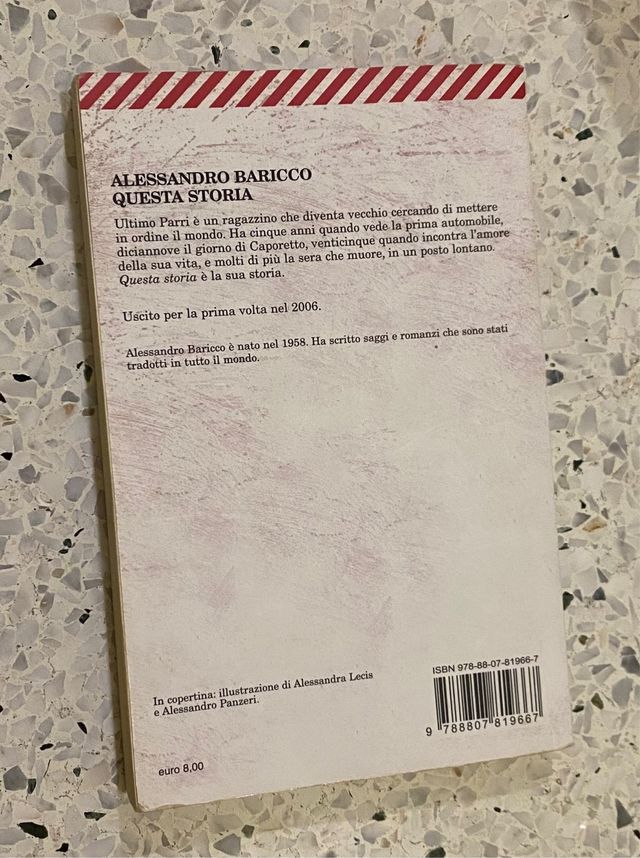 ALESSANDRO BARICCO
QUESTA STORIA
Ultimo Parri è un ragazzino che diventa vecchio cercando di mettere
in ordine il mondo. Ha cinque anni quando vede la prima automobile,
diciannove il giorno di Caporetto, venticinque quando incontra l'amore
della sua vita, e molti di più la sera che muore, in un posto lontano.
Questa storia è la sua storia.
Uscito per la prima volta nel 2006.
Alessandro Baricco è nato nel 1958. Ha scritto saggi e romanzi che sono stati
tradotti in tutto il mondo.
In copertina: illustrazione di Alessandra Lecis
e Alessandro Panzeri.
ISBN 978-88-07-81966-7
9 788807 819667
euro 8,00